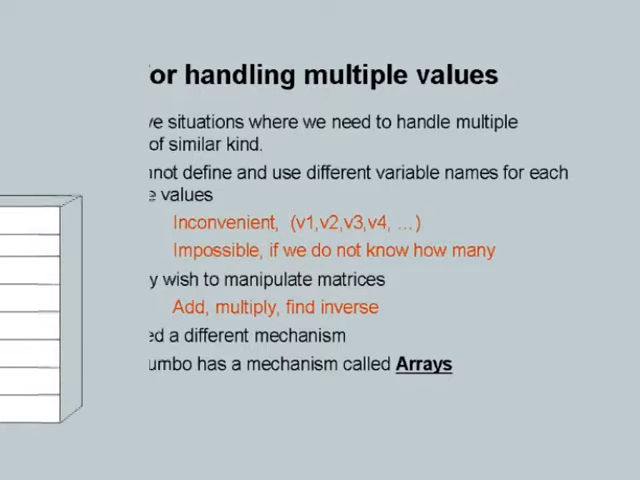 or handling multiple values
ve situations where we need to handle multiple
of similar kind.
nnot define and use different variable names for each
e values
Inconvenient, (v1,v2,v3,v4, ...)
Impossible, if we do not know how many
y wish to manipulate matrices
Add, multiply, find inverse
ed a different mechanism
umbo has a mechanism called Arrays